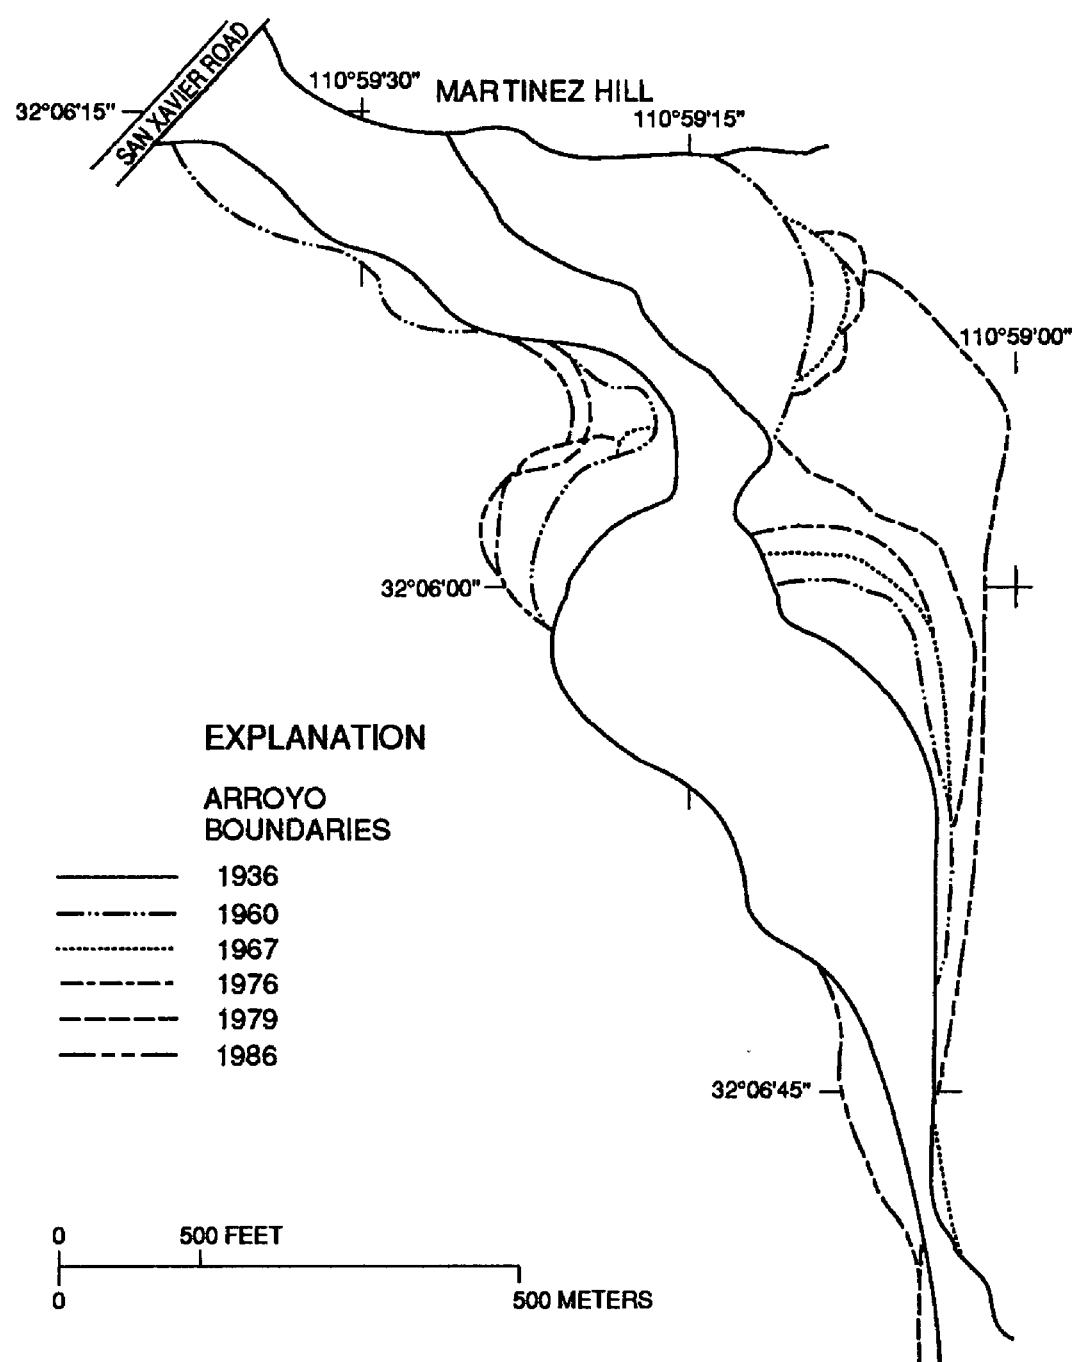 SAN XAVIER ROAD
110°59'30"
MARTINEZ HILL
32°06'15"
110°59'15"
110°59'00"
32°06'00"
EXPLANATION
ARROYO
BOUNDARIES
1936
1960
1967
1976
1979
1986
32°06'45"
0 500 FEET
0 500 METERS